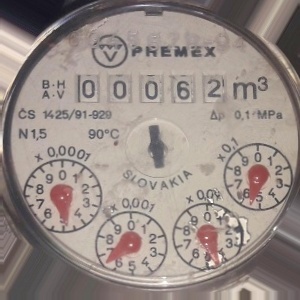 PREMEX
B·H
A·V
00062 m³
ČS 1425/91-929 Δp 0,1 MPa
N 1,5 90°C
SLOVAKIA
x 0,0001 x 0,001 x 0,01 x 0,1